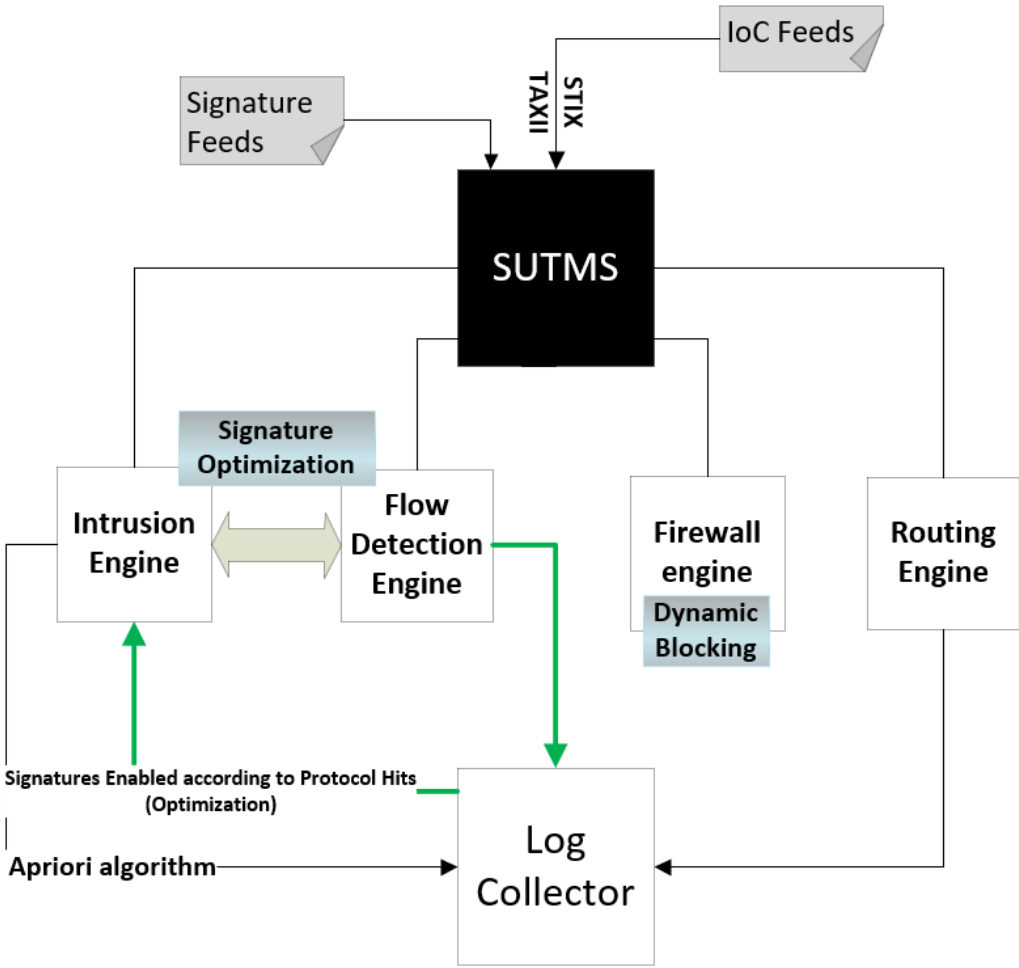 IoC Feeds
Signature
Feeds
STIX
TAXII
SUTMS
Signature
Optimization
Intrusion
Engine
Flow
Detection
Engine
Firewall
engine
Dynamic
Blocking
Routing
Engine
Signatures Enabled according to Protocol Hits
(Optimization)
Apriori algorithm
Log
Collector